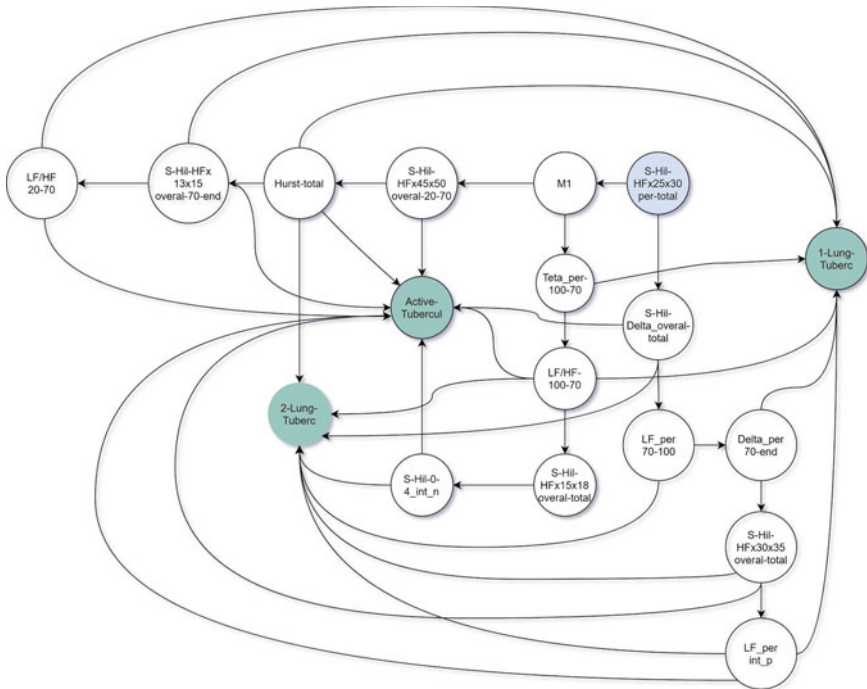 LF/HF
20-70
S-Hil-HFx
13x15
overal-70-end
Hurst-total
S-Hil-
HFx45x50
overal-20-70
M1
S-Hil-
HFx25x30
per-total
1-Lung-
Tuberc
Teta_per-
100-70
Active-
Tubercul
S-Hil-
Delta_overal-
total
LF/HF-
100-70
2-Lung-
Tuberc
LF_per
70-100
Delta_per
70-end
S-Hil-0-
4_int_n
S-Hil-
HFx15x18
overal-total
S-Hil-
HFx30x35
overal-total
LF_per
int_p